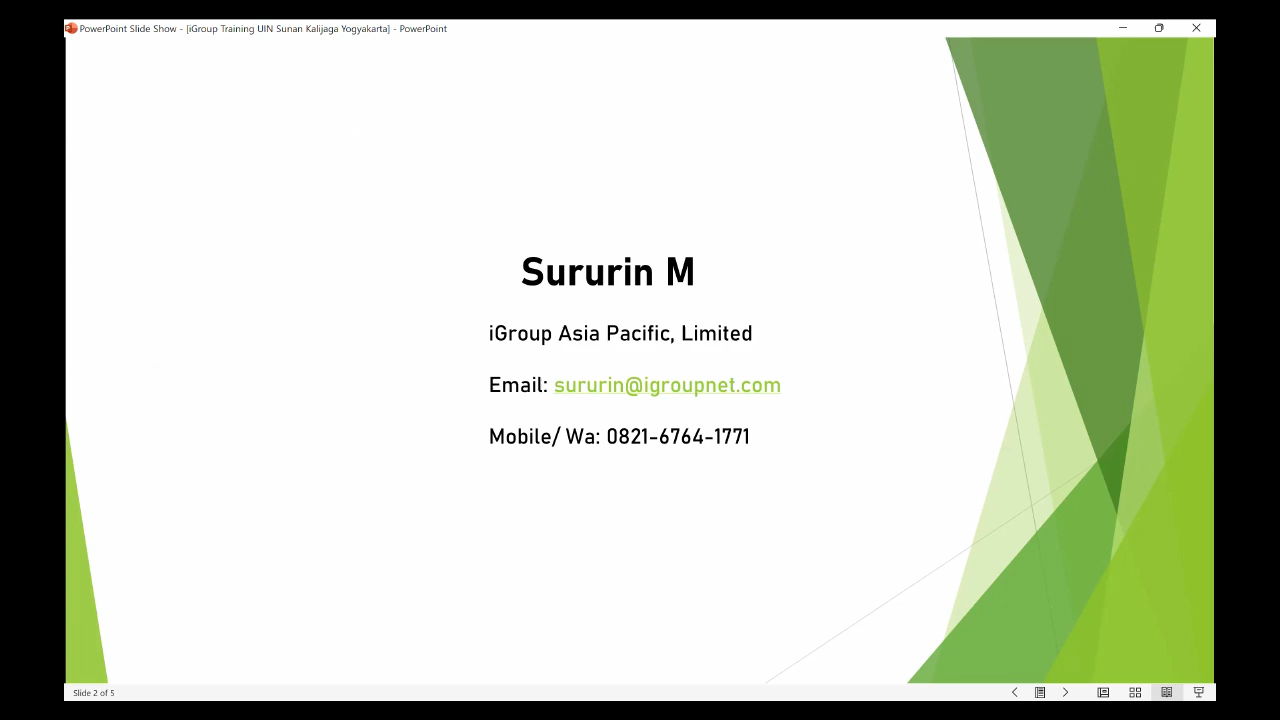 PowerPoint Slide Show - [iGroup Training UIN Sunan Kalijaga Yogyakarta] - PowerPoint
Sururin M
iGroup Asia Pacific, Limited
Email: sururin@igroupnet.com
Mobile/ Wa: 0821-6764-1771
Slide 2 of 5